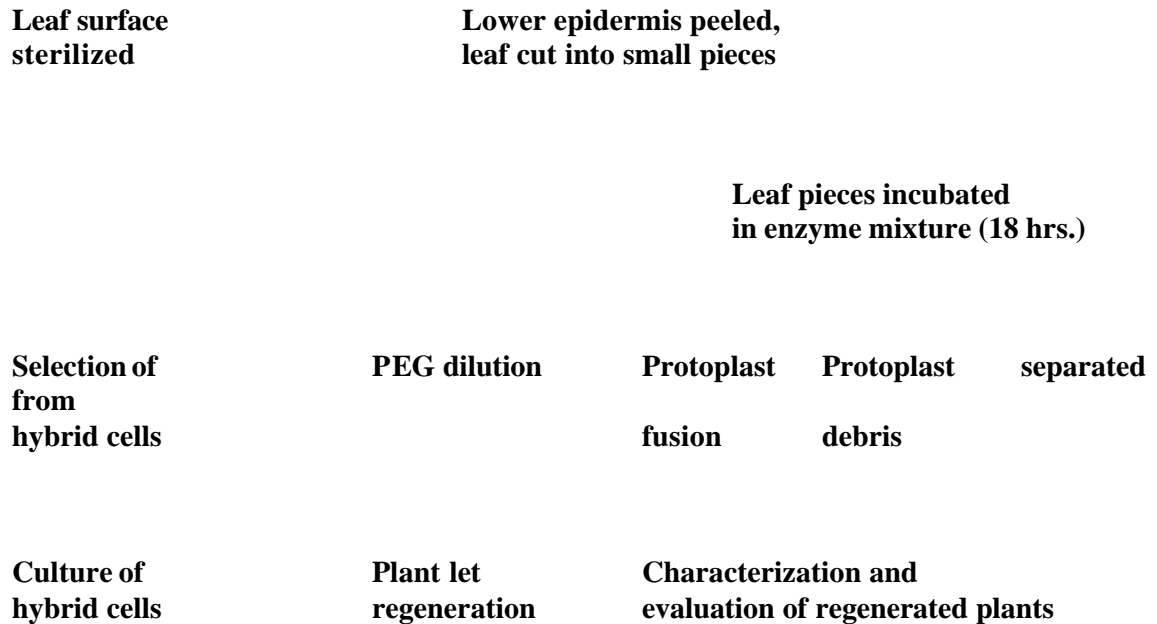 Leaf surface Lower epidermis peeled,
sterilized leaf cut into small pieces
Leaf pieces incubated
in enzyme mixture (18 hrs.)
Selection of PEG dilution Protoplast Protoplast separated
from
hybrid cells fusion debris
Culture of Plant let Characterization and
hybrid cells regeneration evaluation of regenerated plants